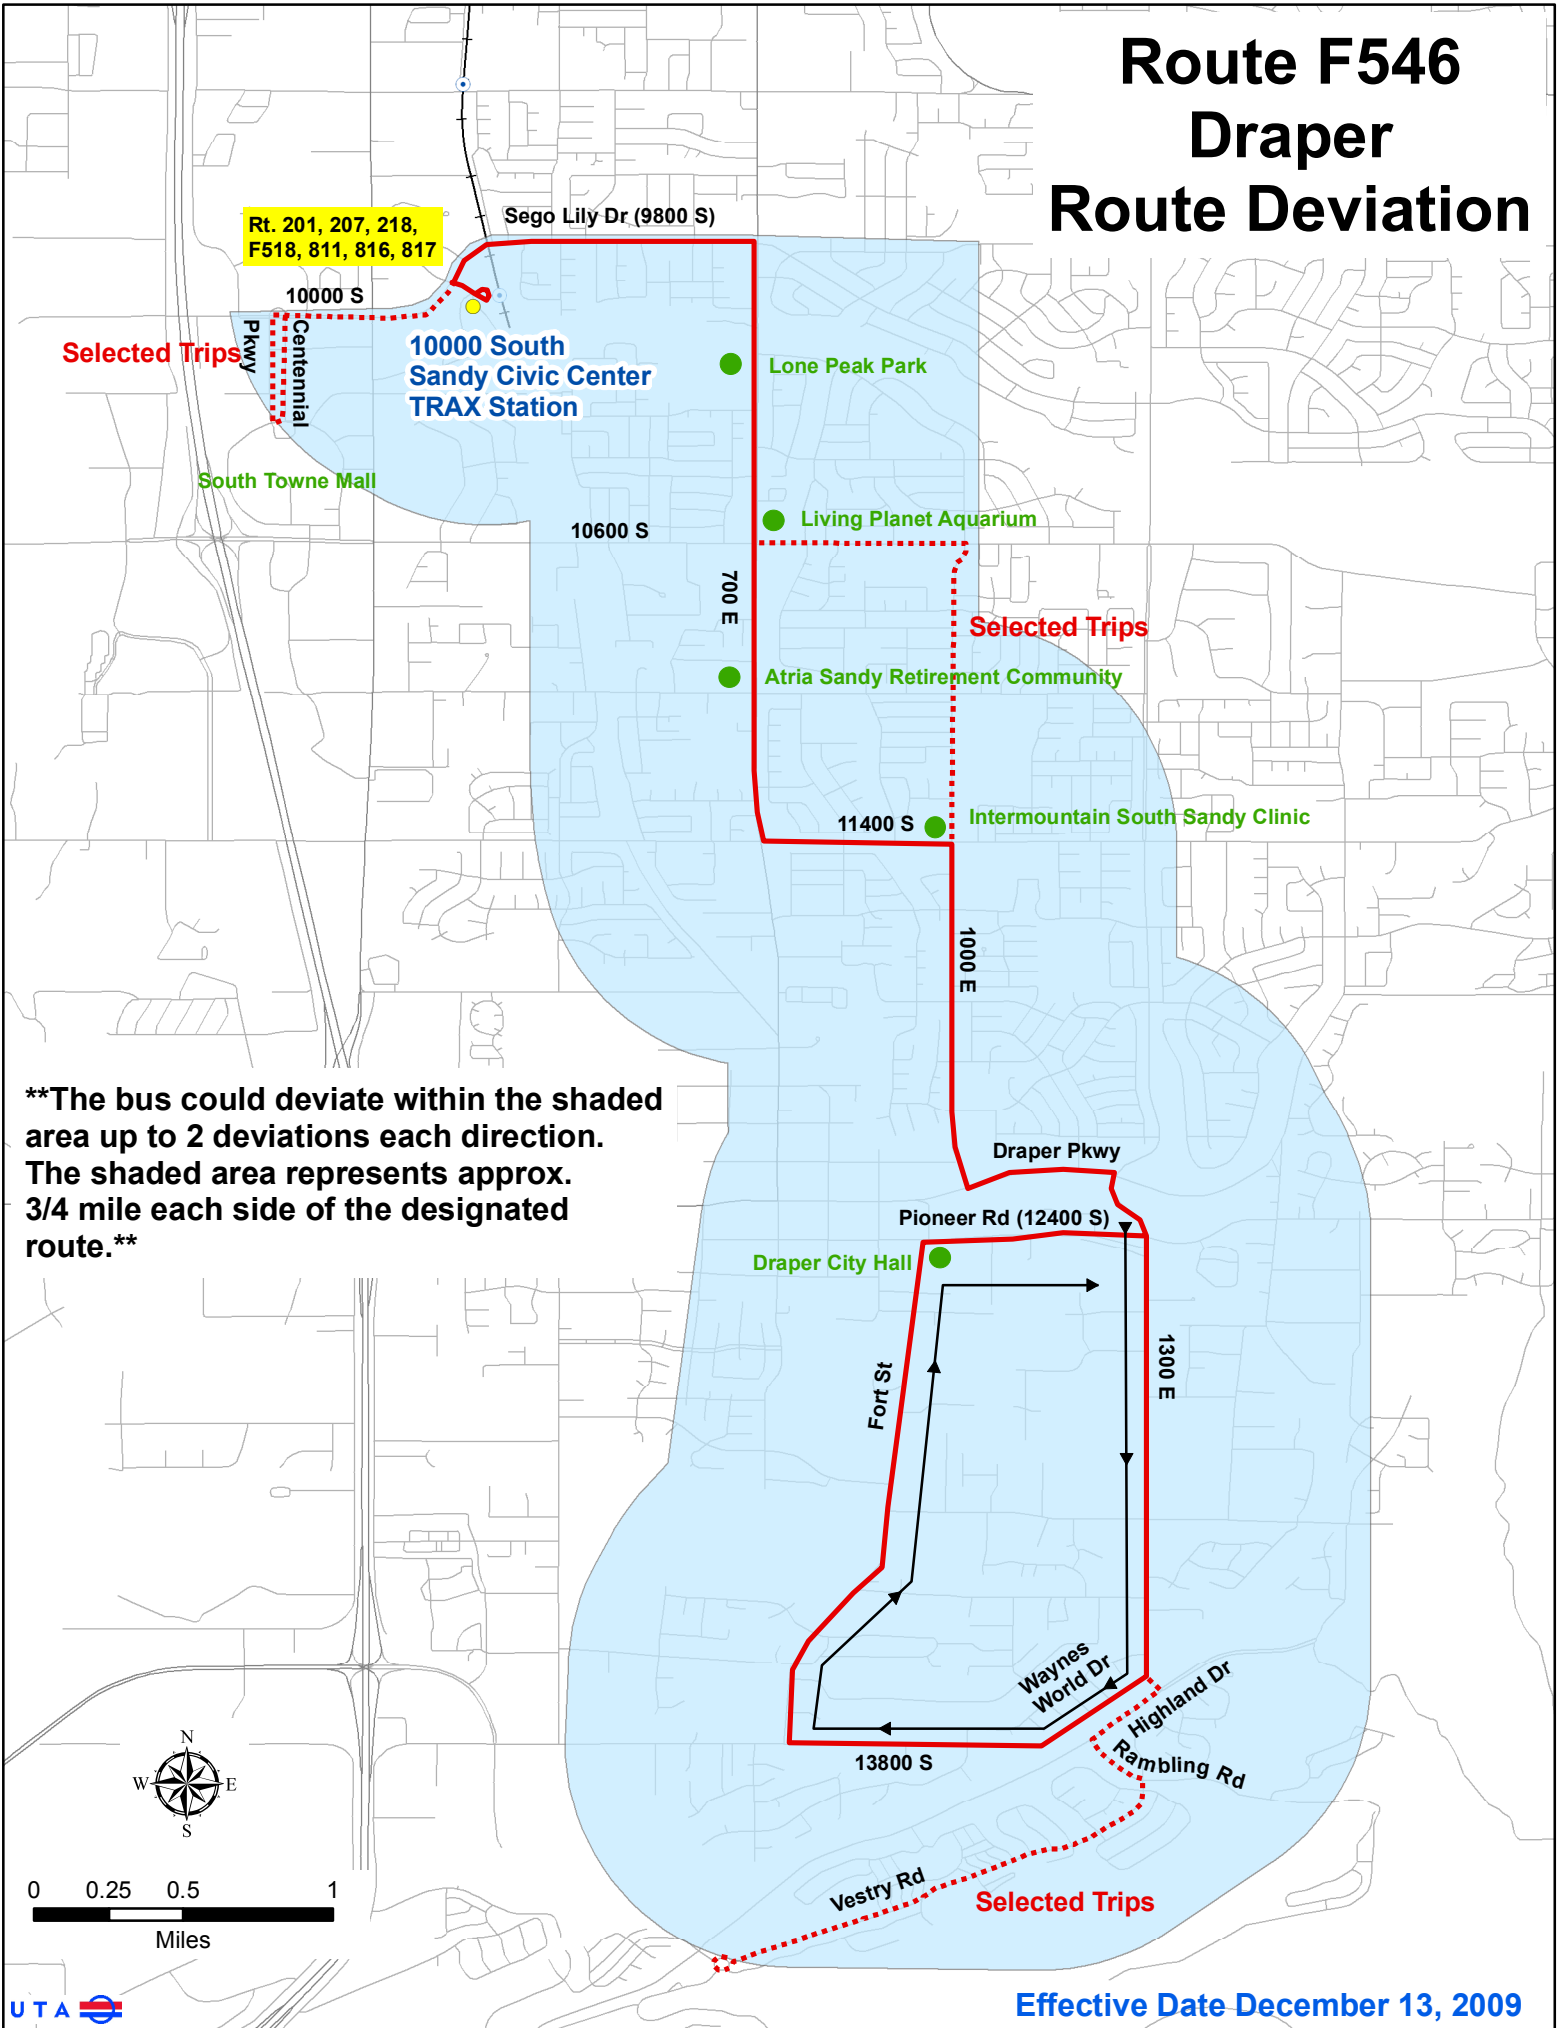 Route F546
Draper
Route Deviation
Sego Lily Dr (9800 S)
Rt. 201, 207, 218,
F518, 811, 816, 817
10000 S
Centennial
Pkwy
Selected Trips
10000 South
Sandy Civic Center
TRAX Station
Lone Peak Park
South Towne Mall
Living Planet Aquarium
10600 S
700 E
Selected Trips
Atria Sandy Retirement Community
11400 S
Intermountain South Sandy Clinic
1000 E
**The bus could deviate within the shaded
area up to 2 deviations each direction.
The shaded area represents approx.
3/4 mile each side of the designated
route.**
Draper Pkwy
Pioneer Rd (12400 S)
Draper City Hall
1300 E
Fort St
Waynes
World Dr
Highland Dr
Rambling Rd
13800 S
N
W
E
S
Vestry Rd
Selected Trips
0 0.25 0.5 1
Miles
UTA
Effective Date December 13, 2009